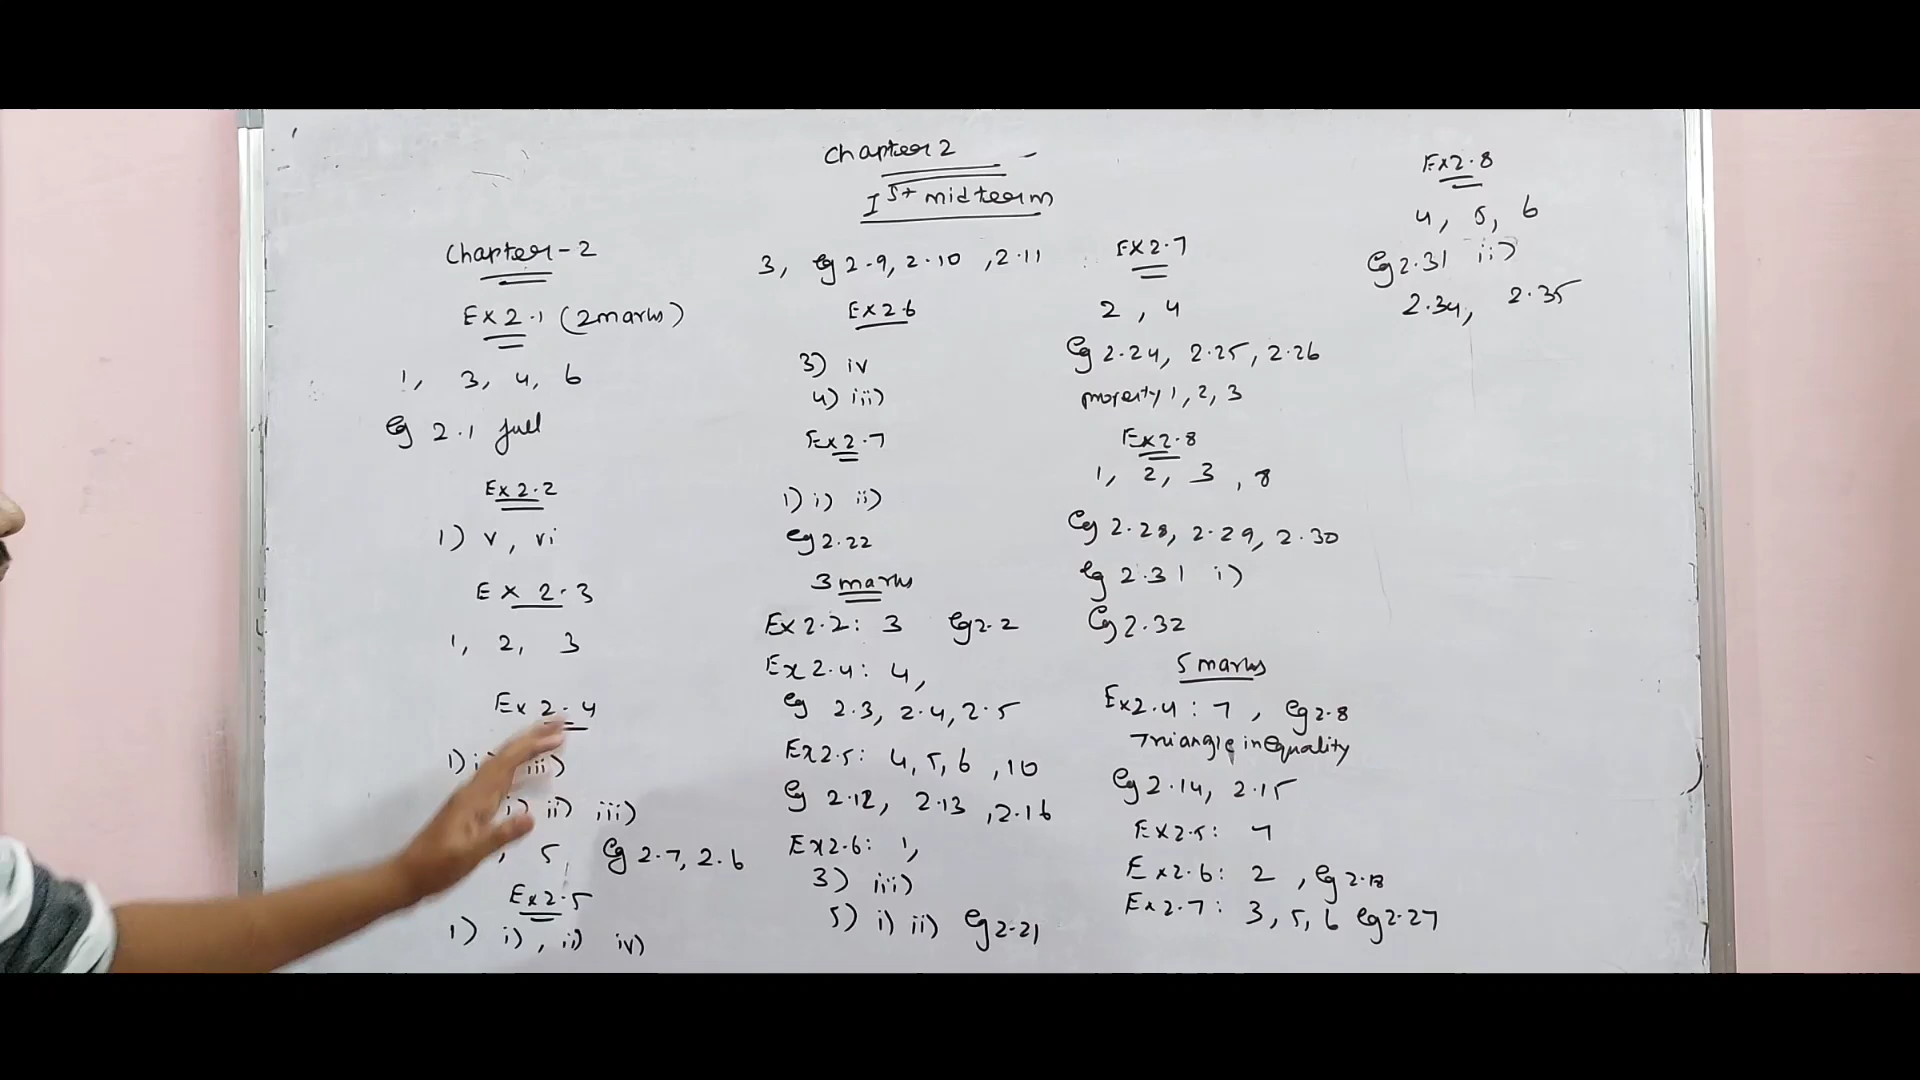 Chapter 2
Ist midterm
Chapter-2
Ex 2.1 (2marks)
1, 3, 4, 6
Eg 2.1 full
Ex 2.2
1) v, vi
Ex 2.3
1, 2, 3
Ex 2.4
1) iii)
i) ii) iii)
, 5, Eg 2.7, 2.6
Ex 2.5
1) i), ii) iv)
3, eg 2.9, 2.10, 2.11
Ex 2.6
3) iv
4) iii)
Ex 2.7
1) i) ii)
eg 2.22
3 marks
Ex 2.2: 3 Eg 2.2
Ex 2.4: 4,
Eg 2.3, 2.4, 2.5
Ex 2.5: 4, 5, 6, 10
Eg 2.12, 2.13, 2.16
Ex 2.6: 1,
3) iii)
5) i) ii) Eg 2.21
Ex 2.7
2, 4
Eg 2.24, 2.25, 2.26
property 1, 2, 3
Ex 2.8
1, 2, 3, 8
Eg 2.28, 2.29, 2.30
Eg 2.31 i)
Eg 2.32
5 marks
Ex 2.4: 7, Eg 2.8
Triangle inequality
Eg 2.14, 2.15
Ex 2.5: 7
Ex 2.6: 2, Eg 2.18
Ex 2.7: 3, 5, 6 Eg 2.27
Ex 2.8
4, 5, 6
Eg 2.31 ii)
2.34, 2.35